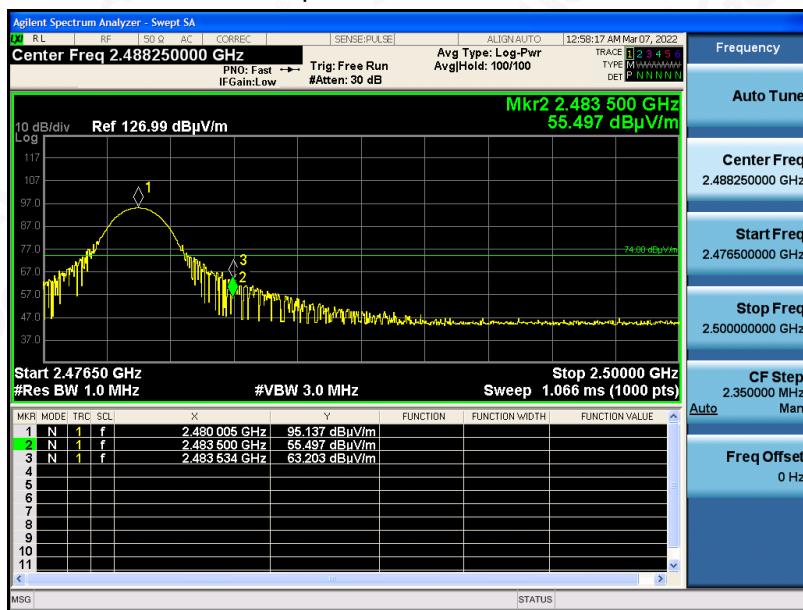 Agilent Spectrum Analyzer - Swept SA
LXI RL RF 50 Ω AC CORREC SENSE:PULSE ALIGN AUTO 12:58:17 AM Mar 07, 2022
Center Freq 2.488250000 GHz
PNO: Fast
IFGain:Low
Trig: Free Run
#Atten: 30 dB
Avg Type: Log-Pwr
Avg|Hold: 100/100
TRACE 1 2 3 4 5 6
TYPE M WWWWW
DET P N N N N N
Mkr2 2.483 500 GHz
55.497 dBµV/m
10 dB/div Ref 126.99 dBµV/m
Log
117
107
97.0
87.0
77.0
67.0
57.0
47.0
37.0
1
3
2
74.00 dBµV/m
Start 2.47650 GHz Stop 2.50000 GHz
#Res BW 1.0 MHz #VBW 3.0 MHz Sweep 1.066 ms (1000 pts)
MKR MODE TRC SCL X Y FUNCTION FUNCTION WIDTH FUNCTION VALUE
1 N 1 f 2.480 005 GHz 95.137 dBµV/m
2 N 1 f 2.483 500 GHz 55.497 dBµV/m
3 N 1 f 2.483 534 GHz 63.203 dBµV/m
4
5
6
7
8
9
10
11
MSG STATUS
Frequency
Auto Tune
Center Freq
2.488250000 GHz
Start Freq
2.476500000 GHz
Stop Freq
2.500000000 GHz
CF Step
2.350000 MHz
Auto Man
Freq Offset
0 Hz